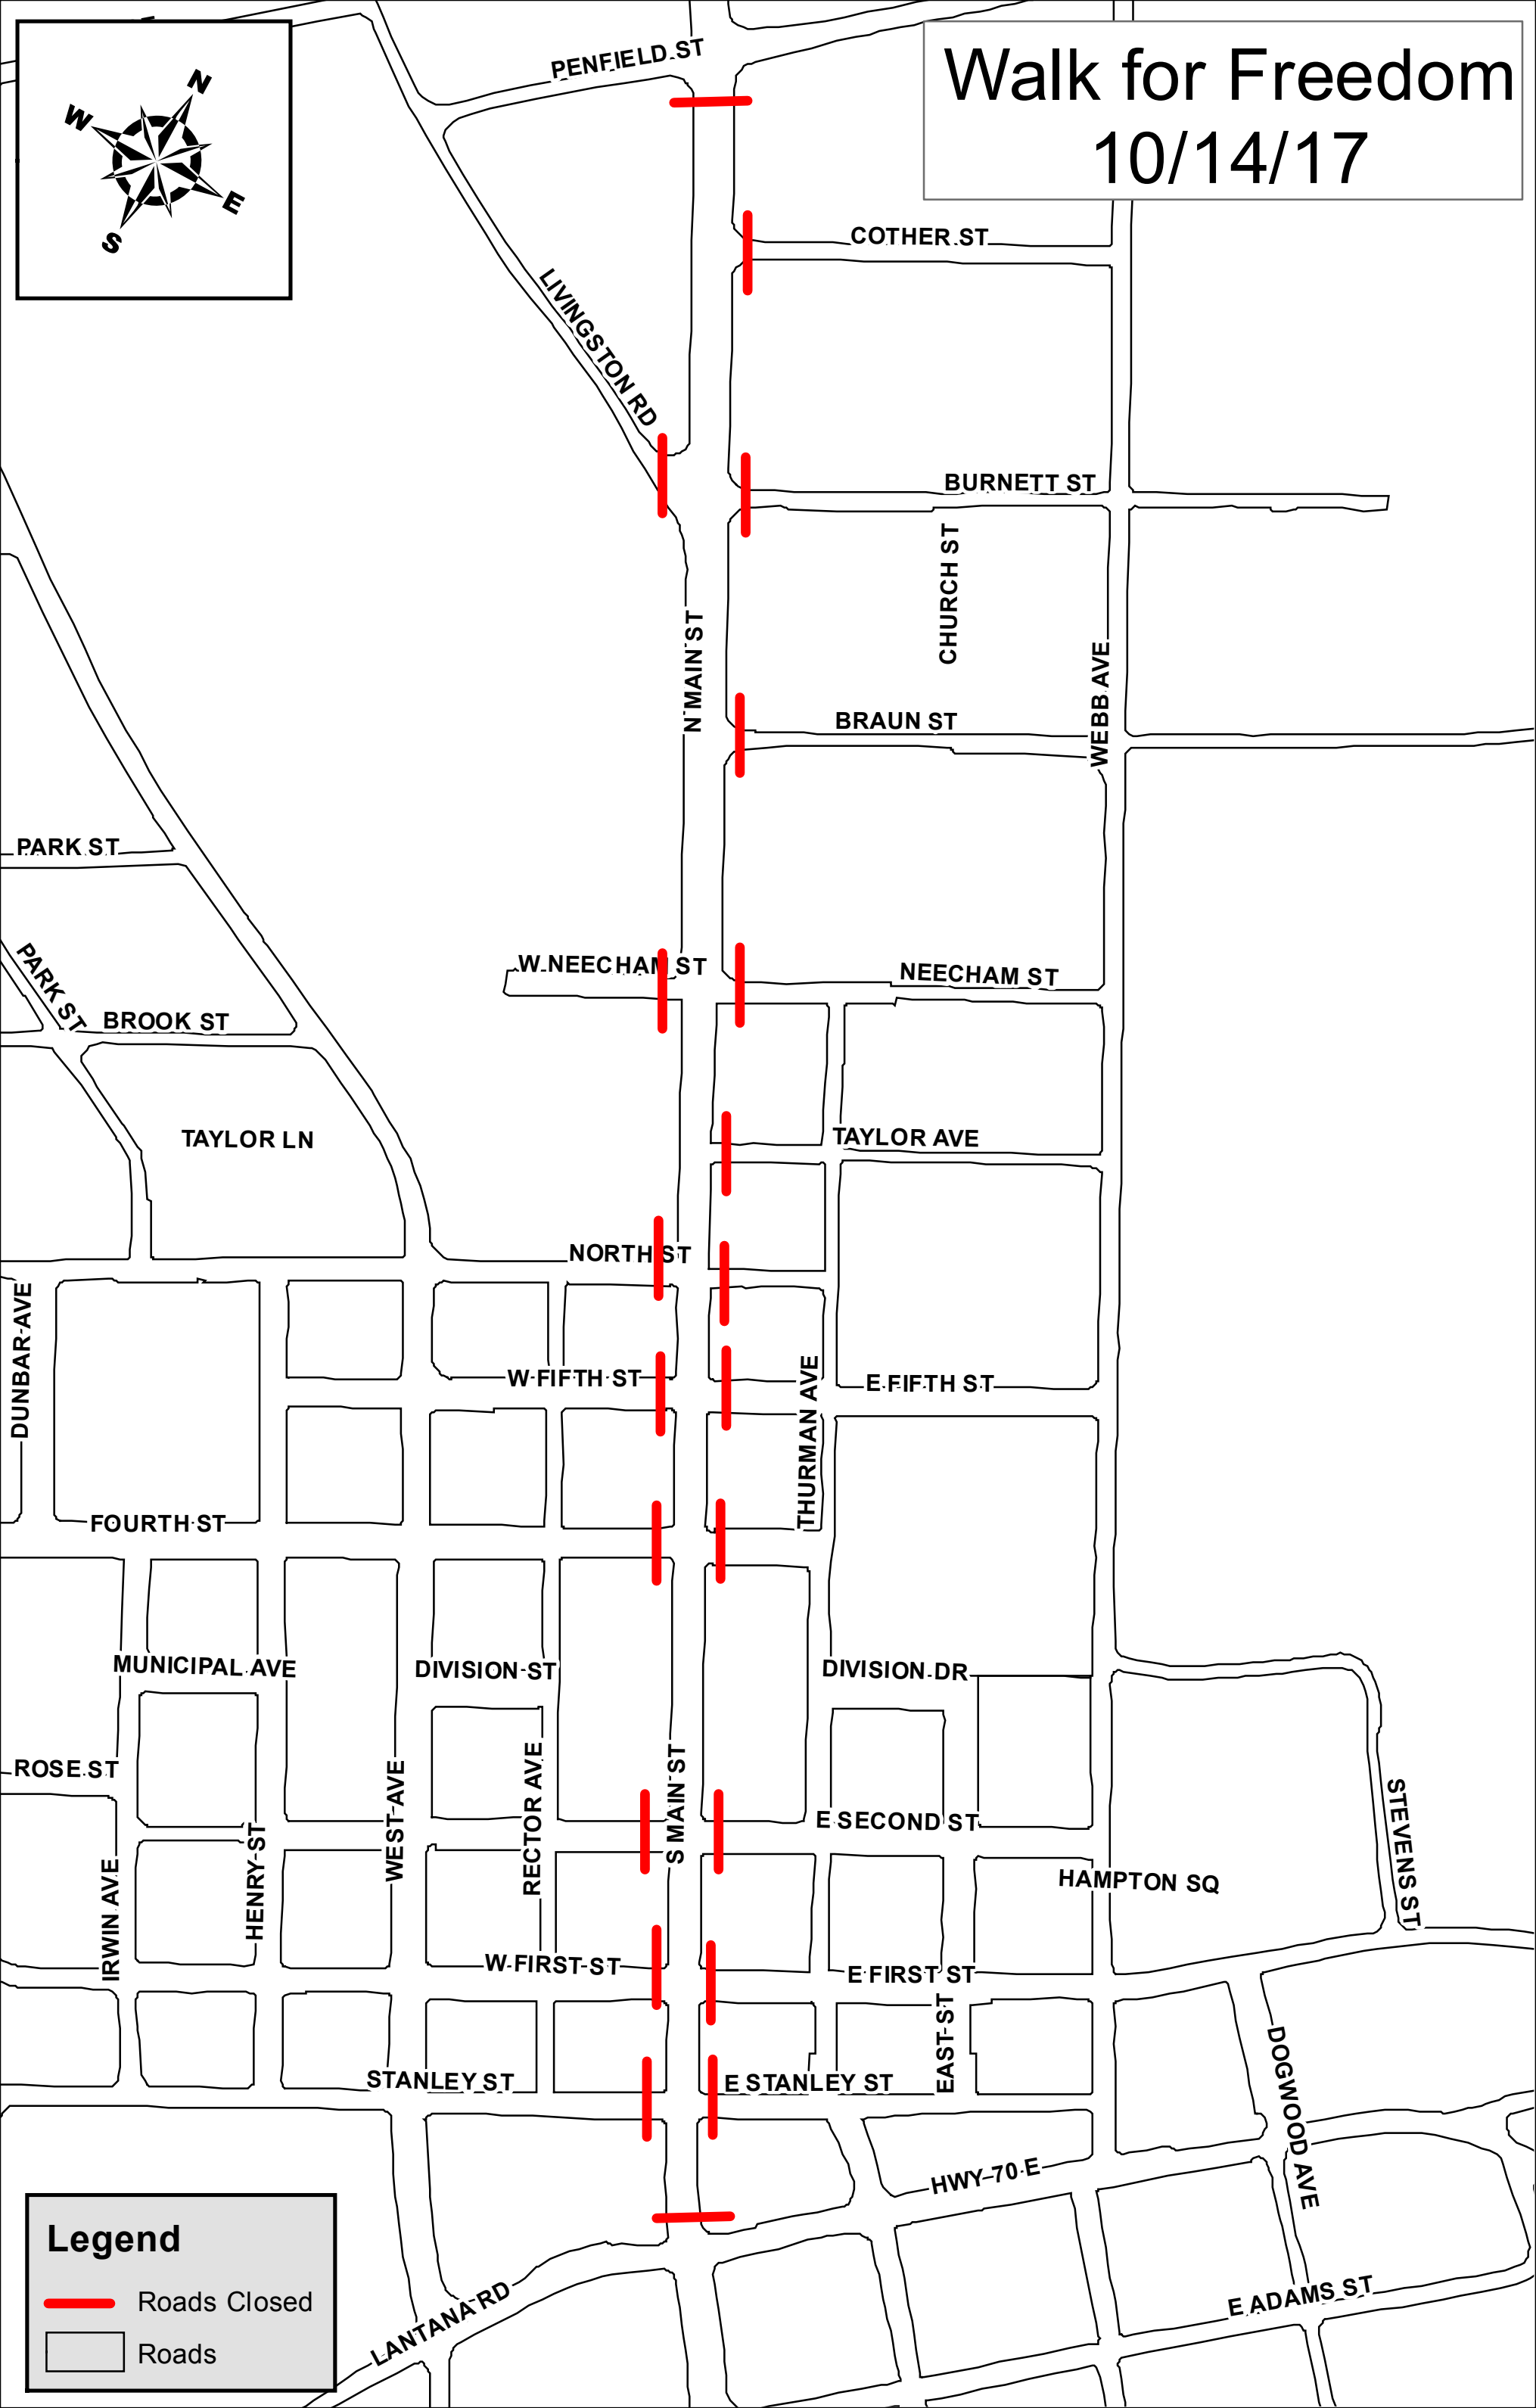 PENFIELD ST
Walk for Freedom
10/14/17
N
W
E
S
COTHER ST
LIVINGSTON RD
BURNETT ST
CHURCH ST
N MAIN ST
WEBB AVE
BRAUN ST
PARK ST
W NEECHAM ST
NEECHAM ST
PARK ST
BROOK ST
TAYLOR LN
TAYLOR AVE
NORTH ST
DUNBAR AVE
W FIFTH ST
E FIFTH ST
THURMAN AVE
FOURTH ST
MUNICIPAL AVE
DIVISION ST
DIVISION DR
ROSE ST
WEST AVE
RECTOR AVE
S MAIN ST
E SECOND ST
STEVENS ST
HENRY ST
IRWIN AVE
HAMPTON SQ
W FIRST ST
E FIRST ST
EAST ST
STANLEY ST
E STANLEY ST
DOGWOOD AVE
HWY 70 E
E ADAMS ST
LANTANA RD
Legend
Roads Closed
Roads